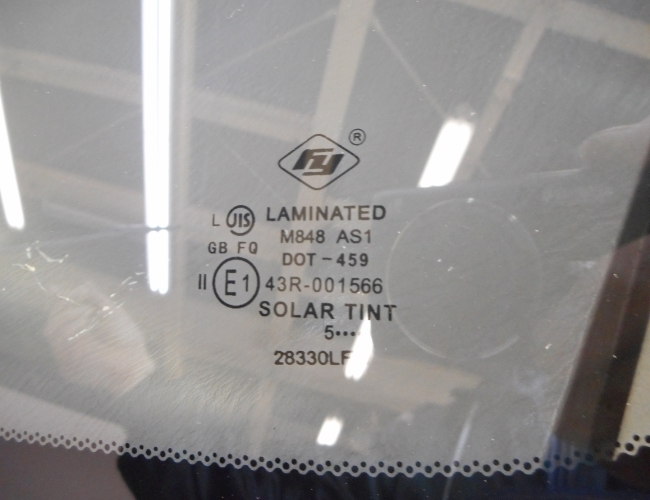 FY ®
L JIS LAMINATED
GB FQ M848 AS1
DOT-459
II E1 43R-001566
SOLAR TINT
5•••
28330LF